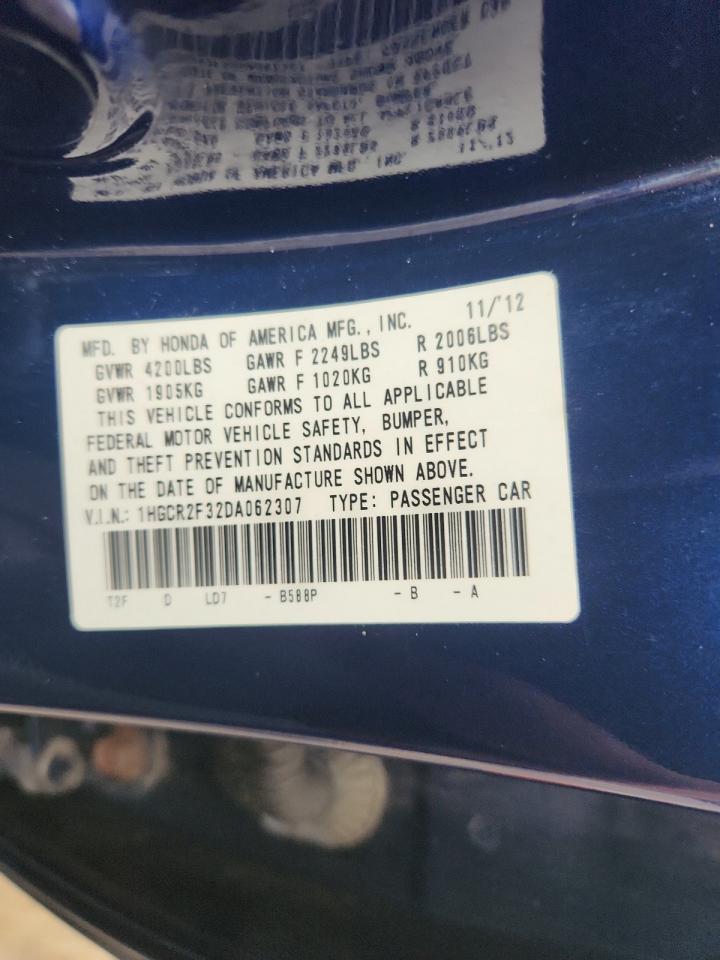 MFD. BY HONDA OF AMERICA MFG., INC. 11/'12
GVWR 4200LBS GAWR F 2249LBS R 2006LBS
GVWR 1905KG GAWR F 1020KG R 910KG
THIS VEHICLE CONFORMS TO ALL APPLICABLE
FEDERAL MOTOR VEHICLE SAFETY, BUMPER,
AND THEFT PREVENTION STANDARDS IN EFFECT
ON THE DATE OF MANUFACTURE SHOWN ABOVE.
V.I.N.: 1HGCR2F32DA062307 TYPE: PASSENGER CAR
T2F D LD7 - B588P - B - A